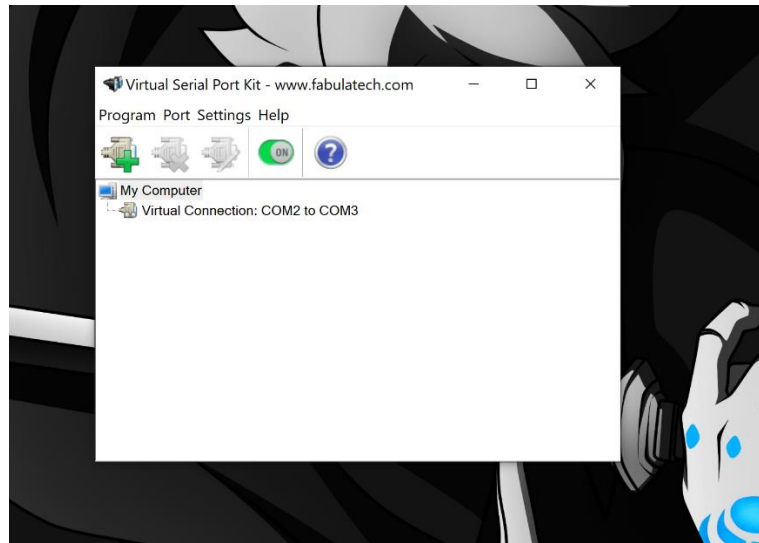 Virtual Serial Port Kit - www.fabulatech.com
Program Port Settings Help
ON
?
My Computer
Virtual Connection: COM2 to COM3